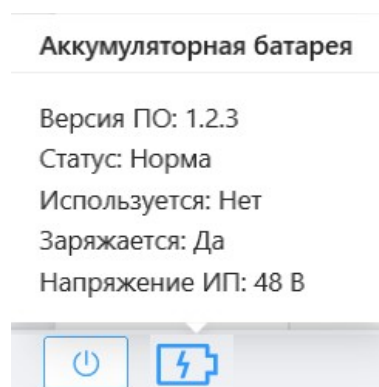 Аккумуляторная батарея
Версия ПО: 1.2.3
Статус: Норма
Используется: Нет
Заряжается: Да
Напряжение ИП: 48 В